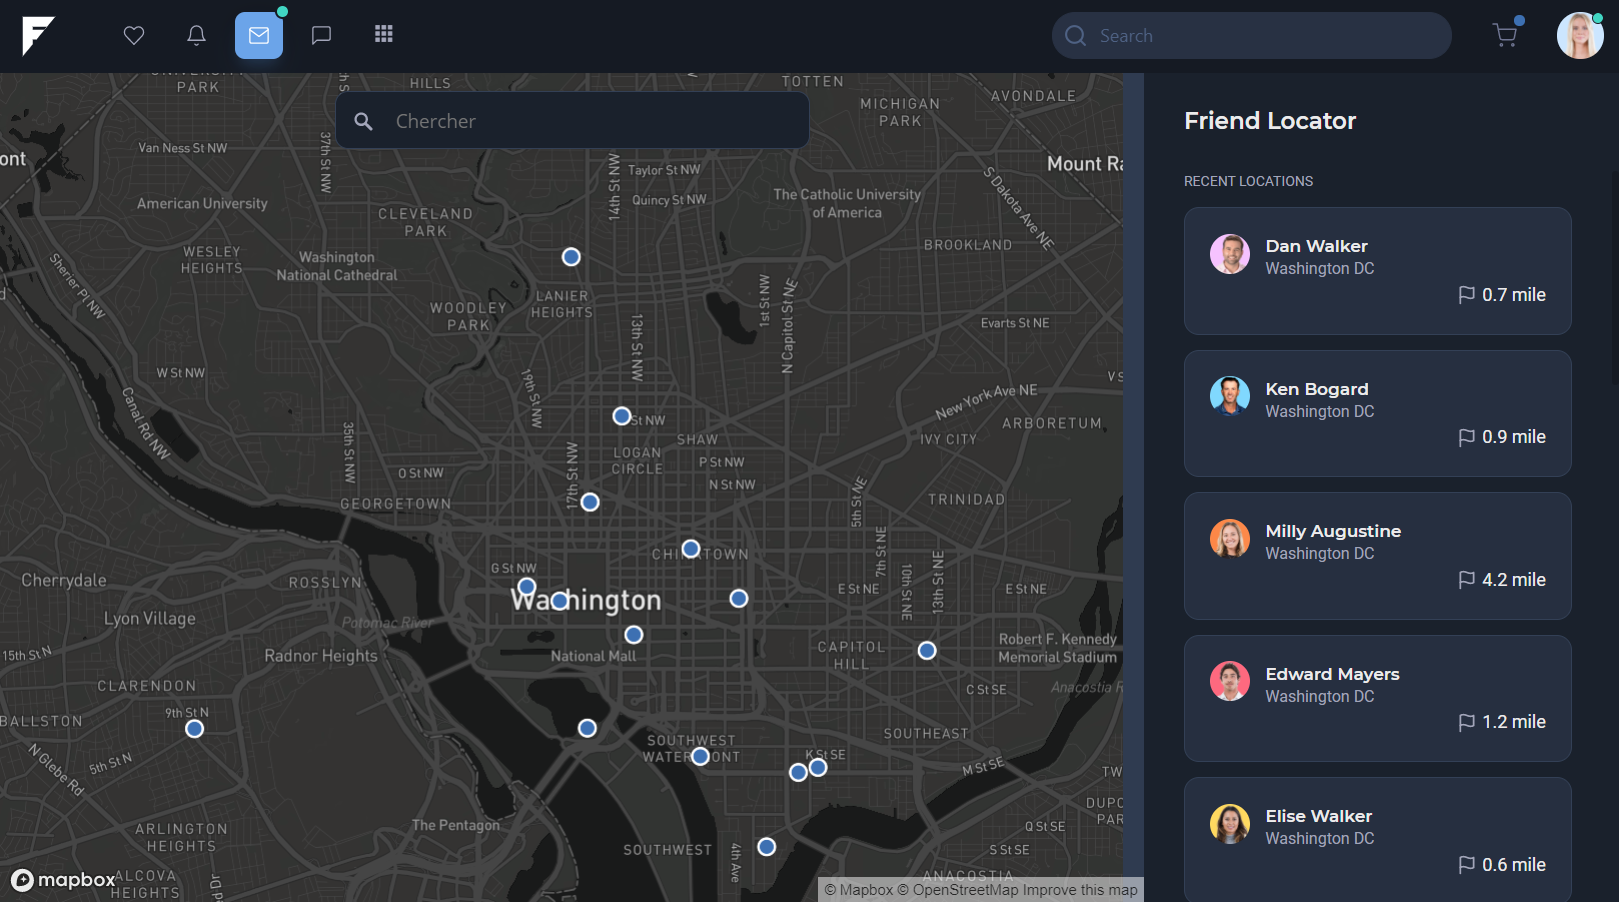 Search
UNIVERSITY
PARK
HILLS
TOTTEN
MICHIGAN
PARK
AVONDALE
Chercher
Friend Locator
RECENT LOCATIONS
Dan Walker
Washington DC
0.7 mile
Ken Bogard
Washington DC
0.9 mile
Milly Augustine
Washington DC
4.2 mile
Edward Mayers
Washington DC
1.2 mile
Elise Walker
Washington DC
0.6 mile
ont
Van Ness St NW
37th St NW
14th St NW
Taylor St NW
Quincy St NW
Mount Ra
S Dakota Ave NE
American University
CLEVELAND
PARK
The Catholic University
of America
WESLEY
HEIGHTS
Washington
National Cathedral
BROOKLAND
Sherier Pl NW
LANIER
HEIGHTS
WOODLEY
PARK
1st St NW
N Capitol St NE
13th St NW
Evarts St NE
W St NW
19th St NW
Canal Rd NW
New York Ave NE
VS
ARBORETUM
St NW
35th St NW
SHAW
IVY CITY
LOGAN
CIRCLE
P St NW
N St NW
O St NW
17th St NW
5th St NE
GEORGETOWN
TRINIDAD
7th St NE
CHINATOWN
G St NW
ROSSLYN
Cherrydale
E St NE
10th St NE
13th St NE
E St NE
Washington
Lyon Village
Potomac River
15th St N
Radnor Heights
National Mall
CAPITOL
HILL
Robert F. Kennedy
Memorial Stadium
CLARENDON
C St SE
Anacostia R
BALLSTON
9th St N
SOUTHWEST
WATERFRONT
K St SE
SOUTHEAST
M St SE
N Glebe Rd
5th St N
TW
DUPO
PAR
The Pentagon
ARLINGTON
HEIGHTS
Q St SE
SOUTHWEST
4th Ave
S St SE
ANACOSTIA
mapbox
ALCOVA
HEIGHTS
© Mapbox © OpenStreetMap Improve this map